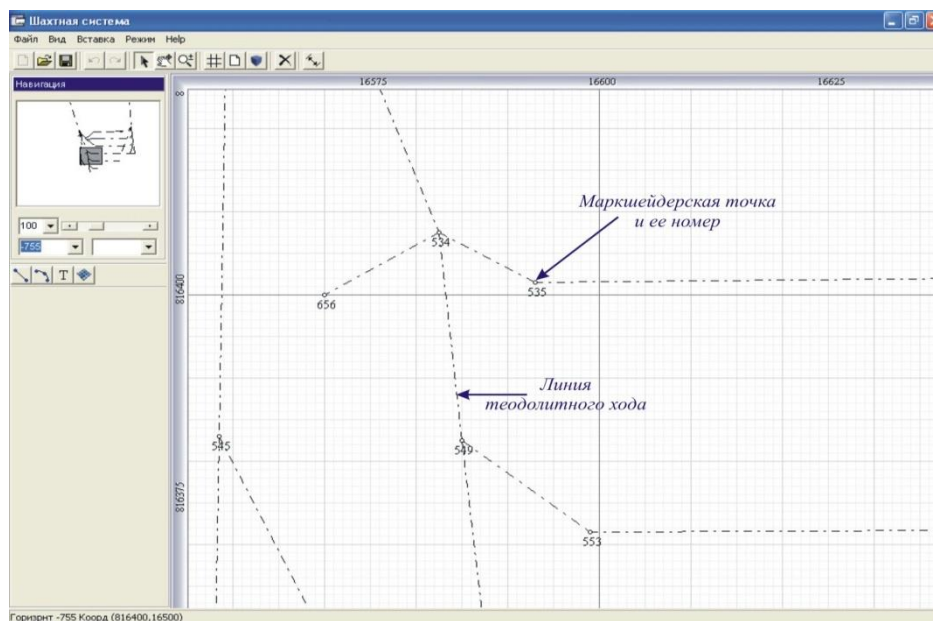 Шахтная система
Файл Вид Вставка Режим Help
Навигация
100
-755
T
16575 16600 16625
816400
816375
534
535
656
545
549
553
Маркшейдерская точка
и ее номер
Линия
теодолитного хода
Горизрнт -755 Коорд (816400,16500)